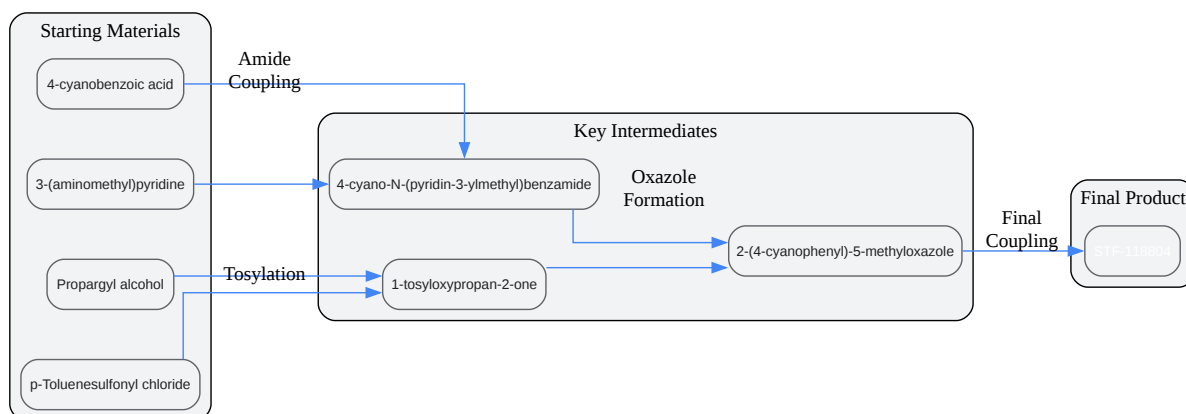 Starting Materials
4-cyanobenzoic acid
Amide
Coupling
Key Intermediates
3-(aminomethyl)pyridine
4-cyano-N-(pyridin-3-ylmethyl)benzamide
Oxazole
Formation
Final Product
2-(4-cyanophenyl)-5-methyloxazole
Final
Coupling
STF-118804
Propargyl alcohol
Tosylation
1-tosyloxypropan-2-one
p-Toluenesulfonyl chloride